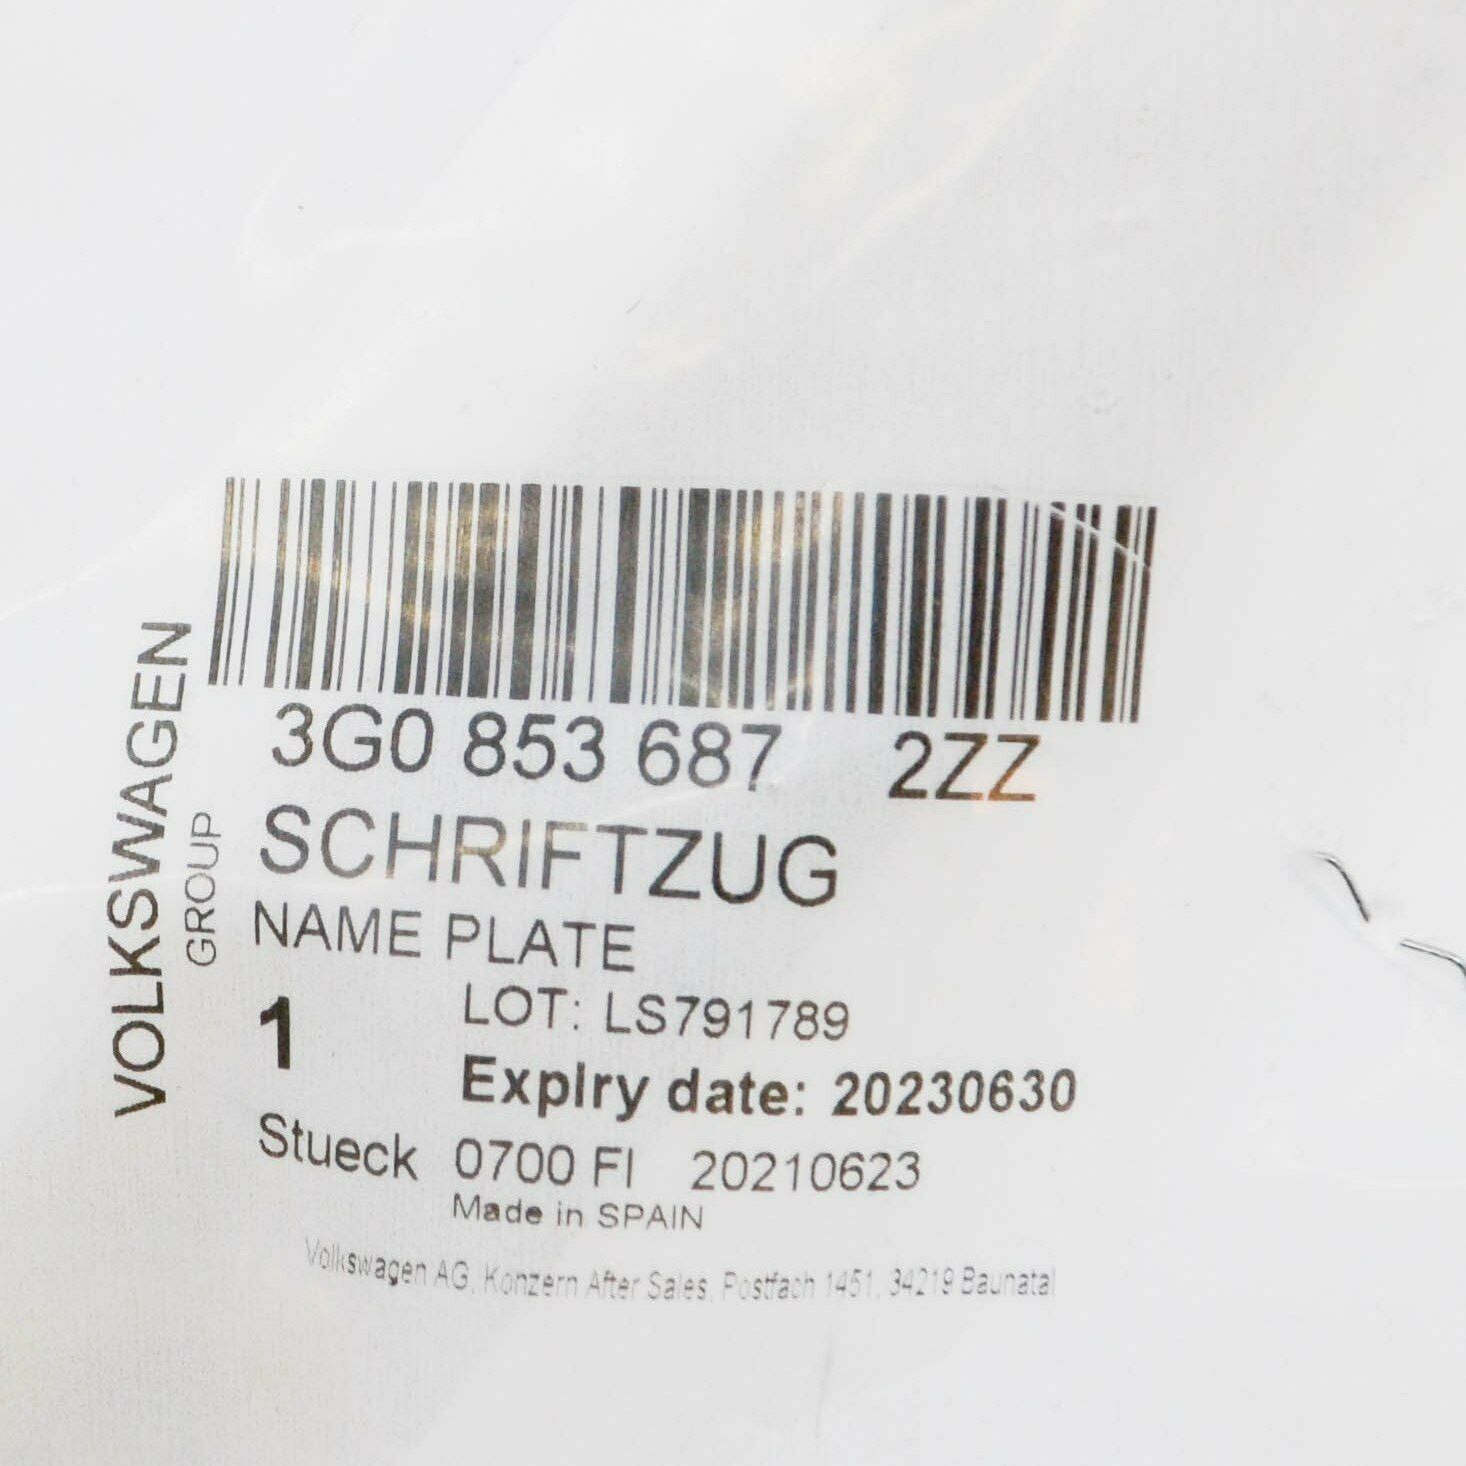 3G0 853 687 2ZZ
SCHRIFTZUG
NAME PLATE
1
LOT: LS791789
Expiry date: 20230630
Stueck 0700 FI 20210623
Made in SPAIN
Volkswagen AG, Konzern After Sales, Postfach 1451, 34219 Baunatal
VOLKSWAGEN
GROUP